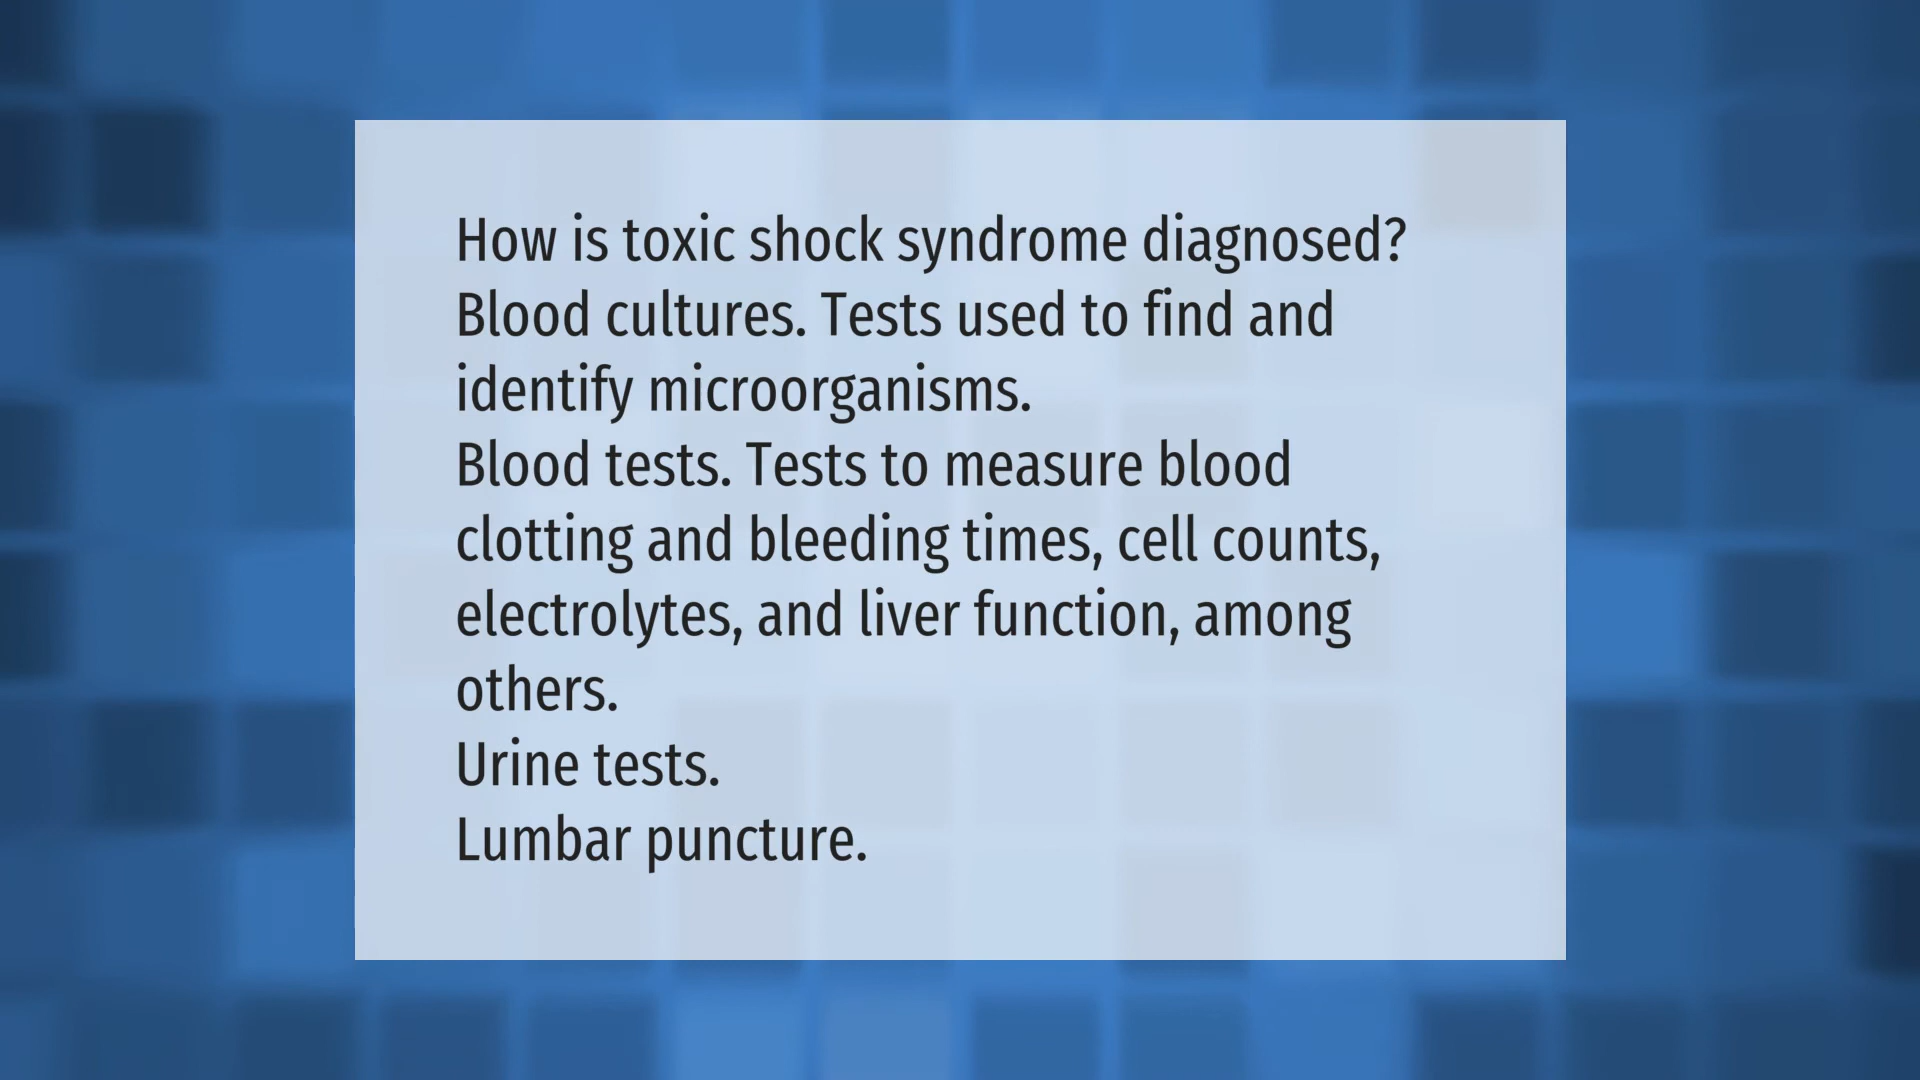 How is toxic shock syndrome diagnosed?
Blood cultures. Tests used to find and
identify microorganisms.
Blood tests. Tests to measure blood
clotting and bleeding times, cell counts,
electrolytes, and liver function, among
others.
Urine tests.
Lumbar puncture.